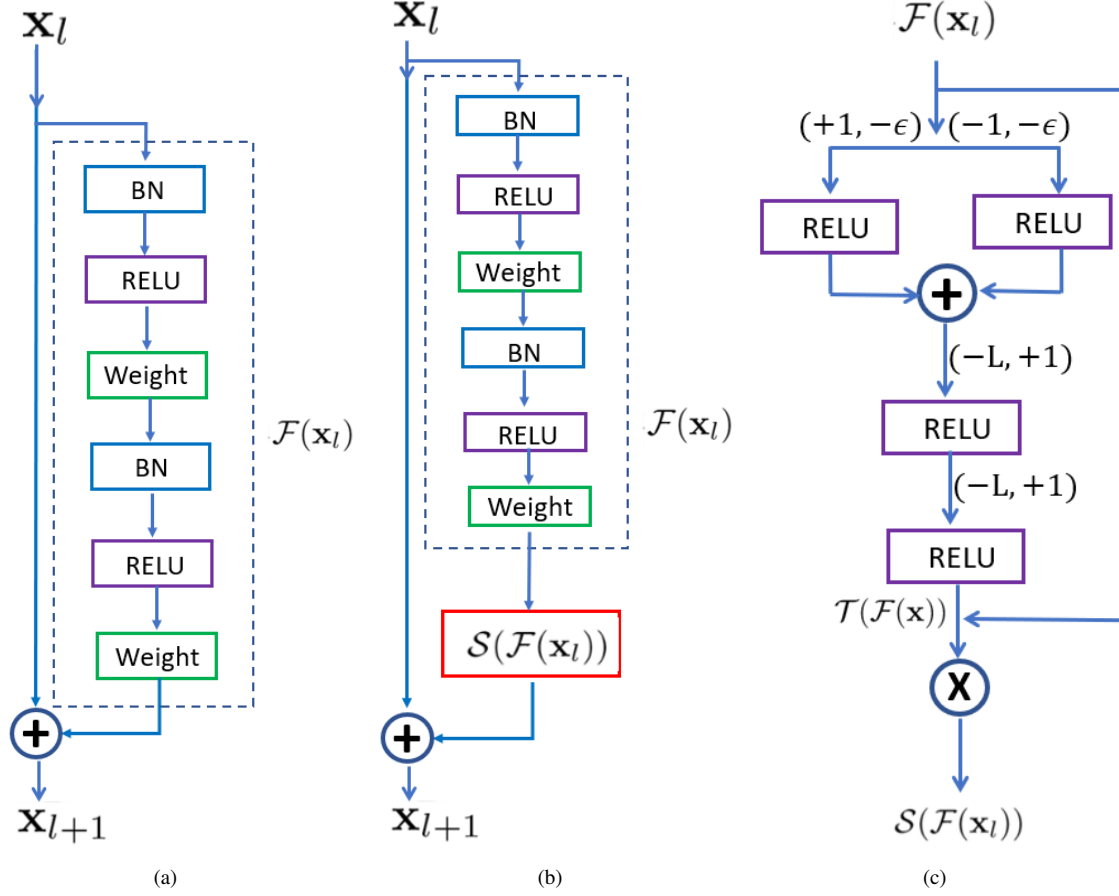 𝐱_l
BN
RELU
Weight
BN
RELU
Weight
ℱ(𝐱_l)
+
𝐱_{l+1}
(a)
𝐱_l
BN
RELU
Weight
BN
RELU
Weight
ℱ(𝐱_l)
𝒮(ℱ(𝐱_l))
+
𝐱_{l+1}
(b)
ℱ(𝐱_l)
(+1, −ϵ) (−1, −ϵ)
RELU RELU
+
(−L, +1)
RELU
(−L, +1)
RELU
𝒯(ℱ(𝐱))
X
𝒮(ℱ(𝐱_l))
(c)